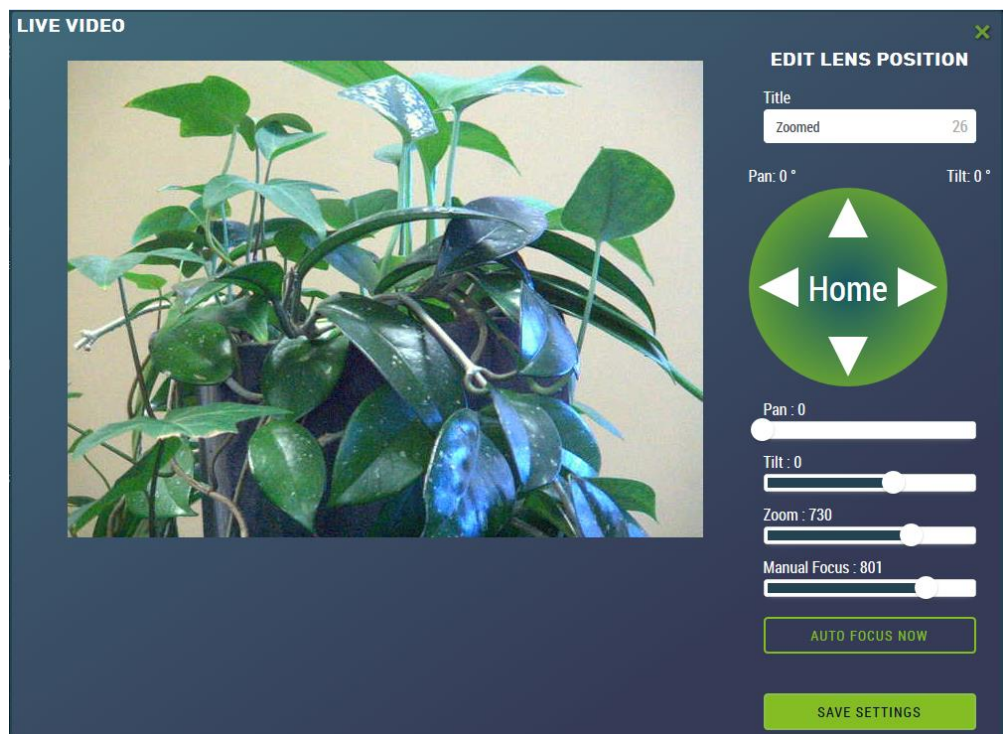 LIVE VIDEO
EDIT LENS POSITION
Title
Zoomed 26
Pan: 0 ° Tilt: 0 °
Home
Pan : 0
Tilt : 0
Zoom : 730
Manual Focus : 801
AUTO FOCUS NOW
SAVE SETTINGS